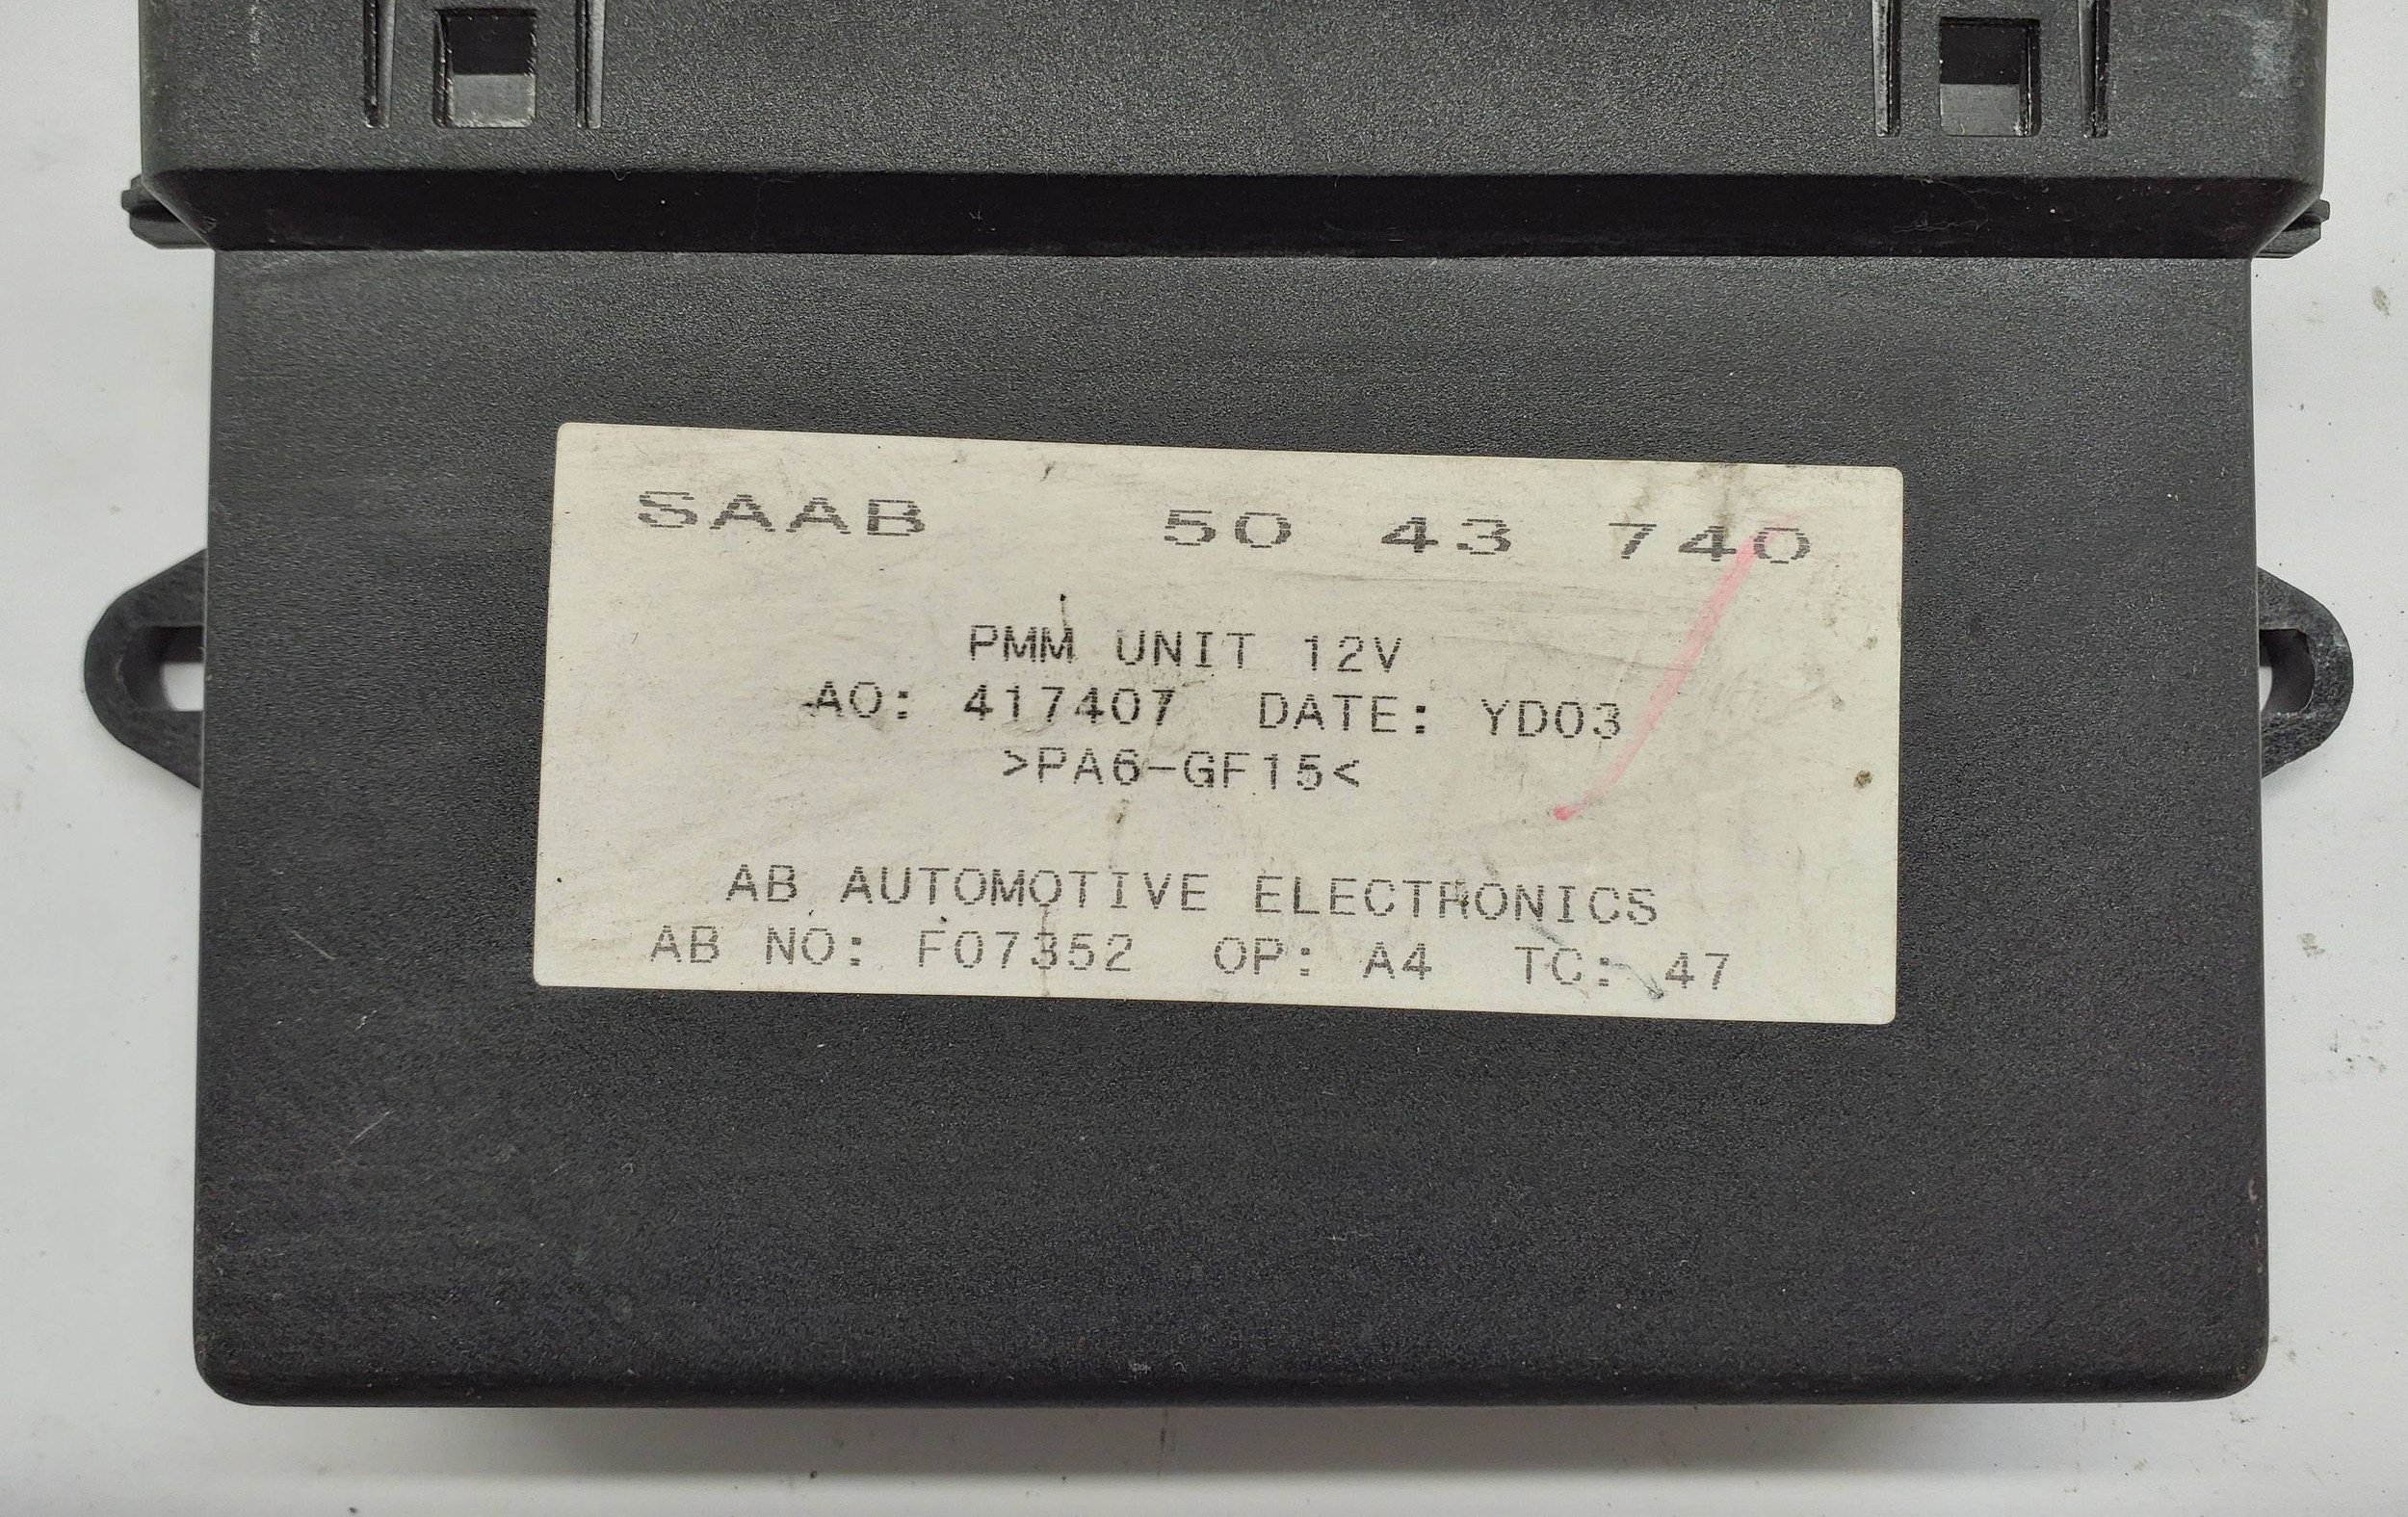 SAAB 50 43 740
PMM UNIT 12V
AO: 417407 DATE: YD03
>PA6-GF15<
AB AUTOMOTIVE ELECTRONICS
AB NO: F07352 OP: A4 TC: 47